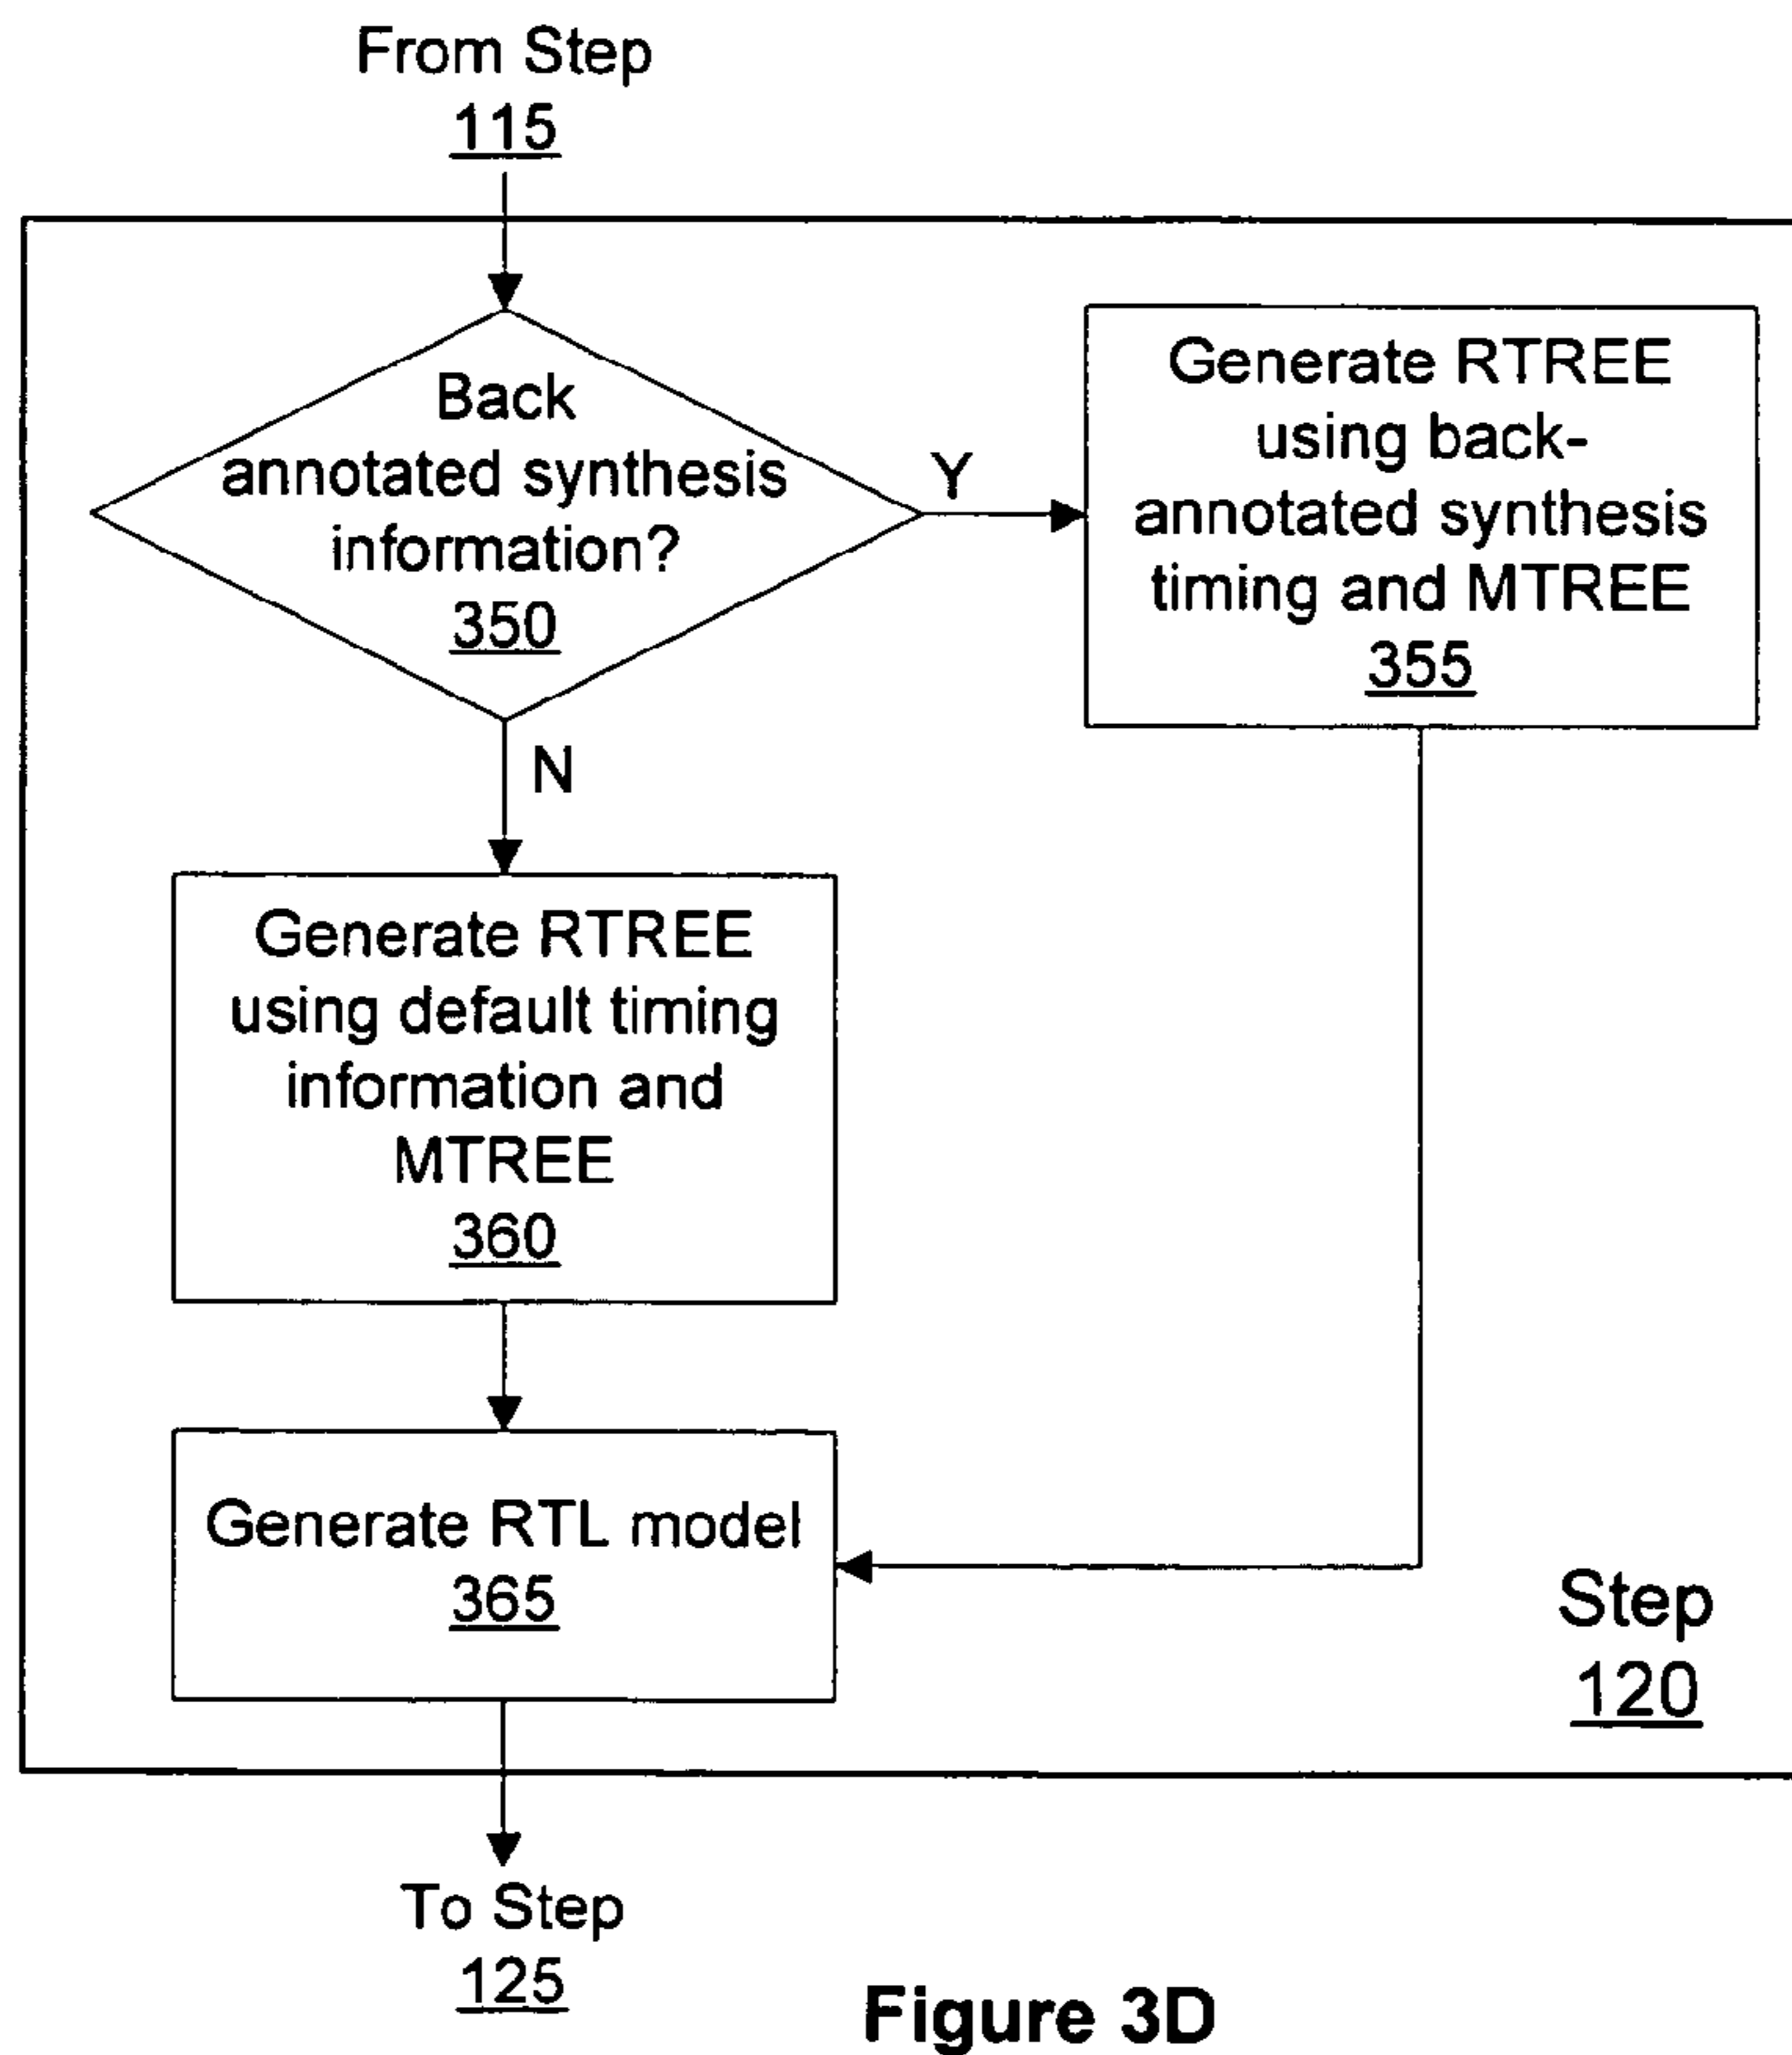 From Step
115
Back
annotated synthesis
information?
350
Y
Generate RTREE
using back-
annotated synthesis
timing and MTREE
355
N
Generate RTREE
using default timing
information and
MTREE
360
Generate RTL model
365
Step
120
To Step
125
Figure 3D